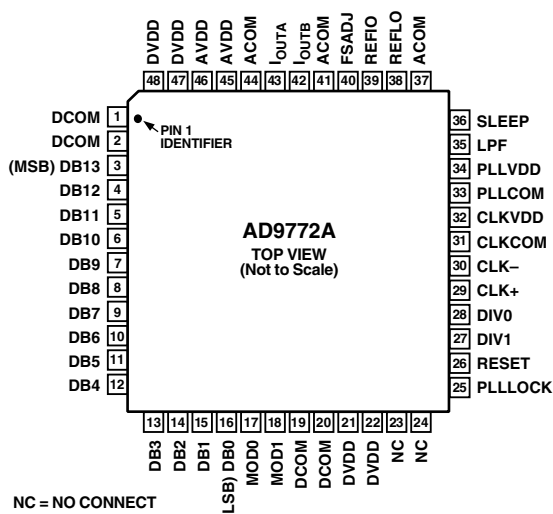 48 DVDD
47 DVDD
46 AVDD
45 AVDD
44 ACOM
43 IOUTA
42 IOUTB
41 ACOM
40 FSADJ
39 REFIO
38 REFLO
37 ACOM
DCOM 1
DCOM 2
(MSB) DB13 3
DB12 4
DB11 5
DB10 6
DB9 7
DB8 8
DB7 9
DB6 10
DB5 11
DB4 12
PIN 1
IDENTIFIER
AD9772A
TOP VIEW
(Not to Scale)
36 SLEEP
35 LPF
34 PLLVDD
33 PLLCOM
32 CLKVDD
31 CLKCOM
30 CLK–
29 CLK+
28 DIV0
27 DIV1
26 RESET
25 PLLLOCK
13 DB3
14 DB2
15 DB1
16 LSB) DB0
17 MOD0
18 MOD1
19 DCOM
20 DCOM
21 DVDD
22 DVDD
23 NC
24 NC
NC = NO CONNECT